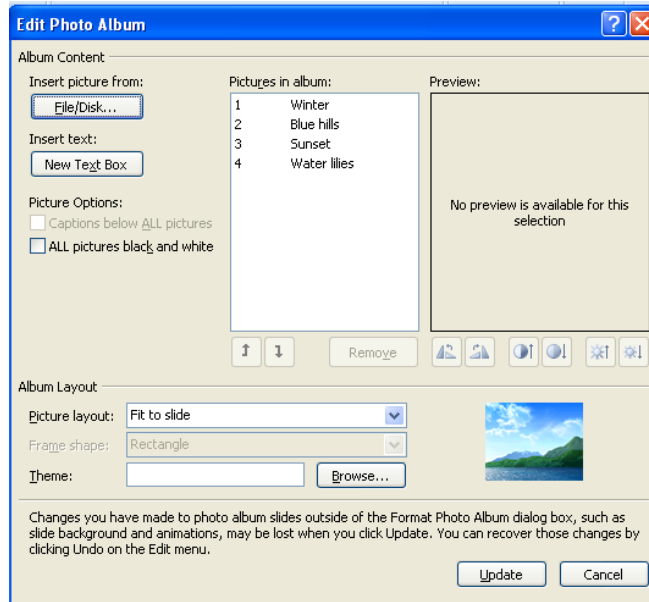 Edit Photo Album
?
Album Content
Insert picture from:
File/Disk...
Insert text:
New Text Box
Picture Options:
Captions below ALL pictures
ALL pictures black and white
Pictures in album:
1 Winter
2 Blue hills
3 Sunset
4 Water lilies
Remove
Preview:
No preview is available for this
selection
Album Layout
Picture layout: Fit to slide
Frame shape: Rectangle
Theme: Browse...
Changes you have made to photo album slides outside of the Format Photo Album dialog box, such as
slide background and animations, may be lost when you click Update. You can recover those changes by
clicking Undo on the Edit menu.
Update Cancel